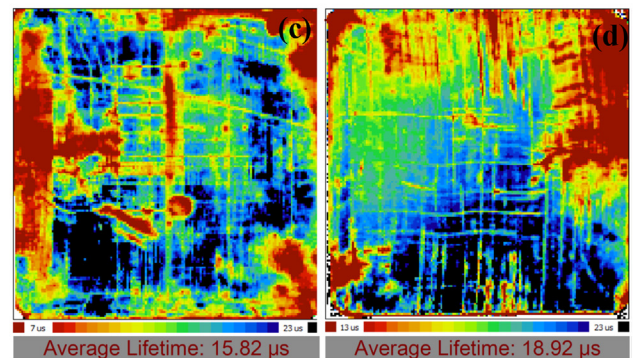 (c)
(d)
7 us 23 us
13 us 23 us
Average Lifetime: 15.82 µs
Average Lifetime: 18.92 µs